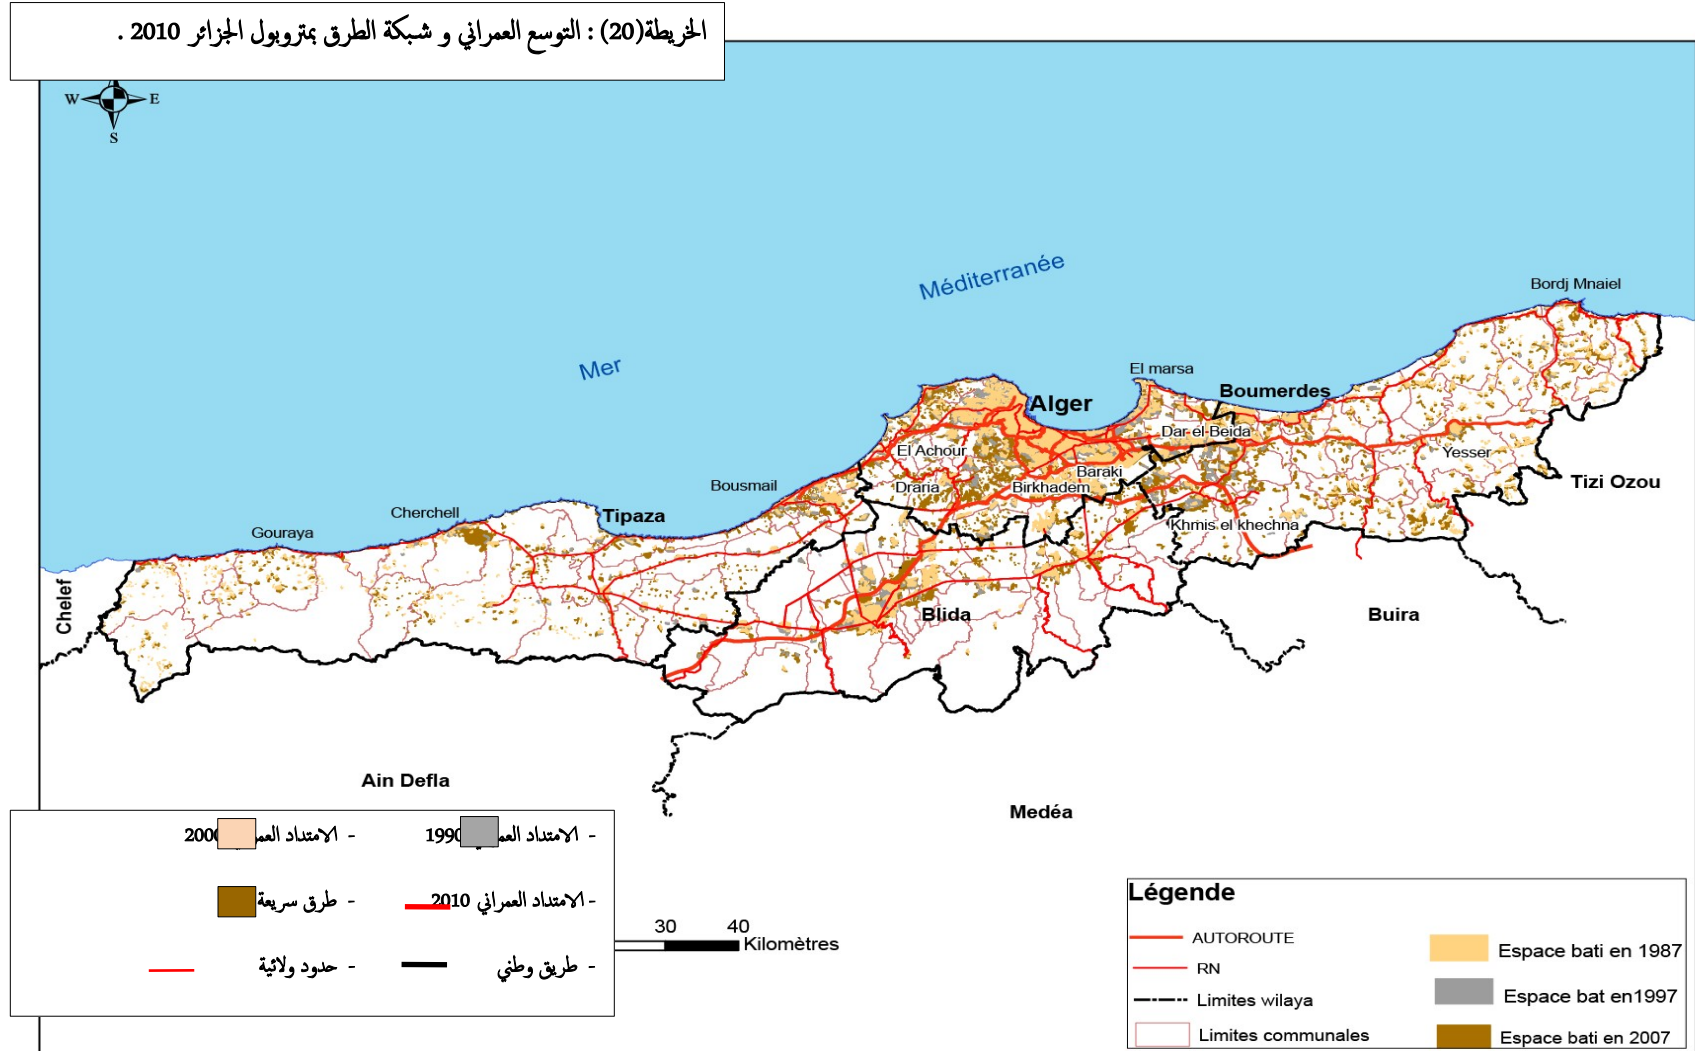 الخريطة(20) : التوسع العمراني و شبكة الطرق بمتروبول الجزائر 2010 .
W E
S
Méditerranée
Mer
Bordj Mnaiel
El marsa
Boumerdes
Alger
Dar el Beida
El Achour
Baraki
Yesser
Draria
Birkhadem
Tizi Ozou
Bousmail
Cherchell
Tipaza
Gouraya
Khmis el khechna
Chelef
Blida
Buira
Ain Defla
Medéa
- الامتداد 1990
- الامتداد
- الامتداد العمراني 2010
- طرق سريعة
- طريق وطني
- حدود ولائية
30 40
Kilomètres
Légende
AUTOROUTE
RN
Limites wilaya
Limites communales
Espace bati en 1987
Espace bat en1997
Espace bati en 2007